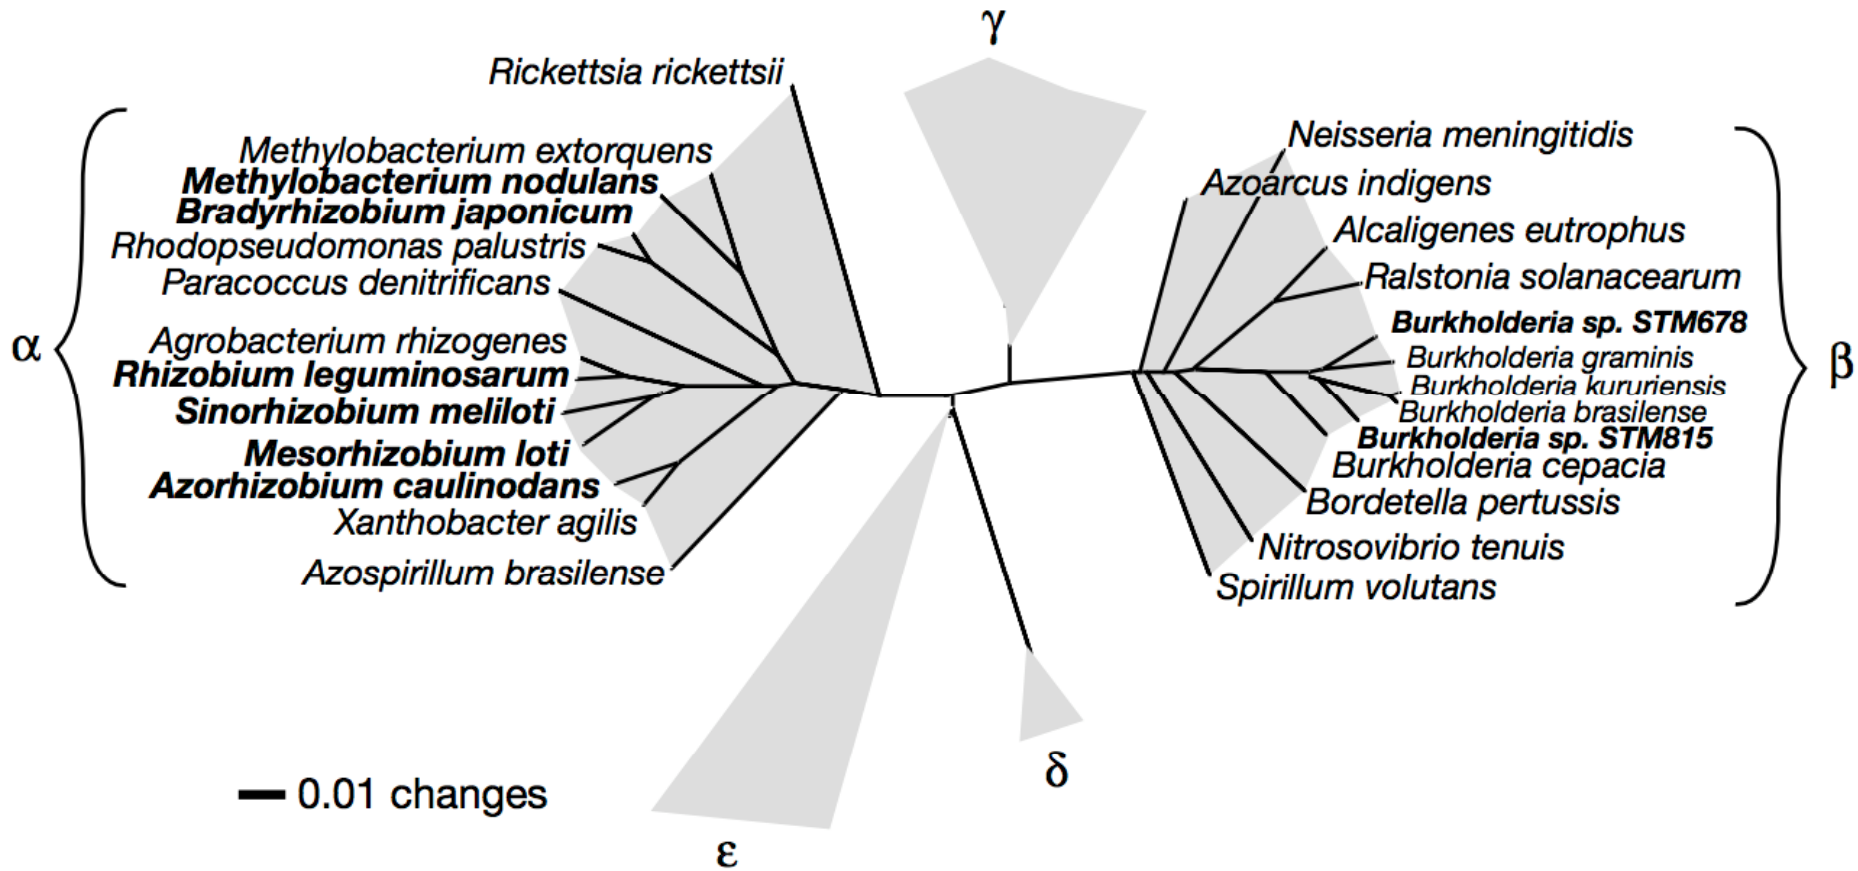 γ
Rickettsia rickettsii
Methylobacterium extorquens
Methylobacterium nodulans
Bradyrhizobium japonicum
Rhodopseudomonas palustris
Paracoccus denitrificans
Agrobacterium rhizogenes
Rhizobium leguminosarum
Sinorhizobium meliloti
Mesorhizobium loti
Azorhizobium caulinodans
Xanthobacter agilis
Azospirillum brasilense
α
Neisseria meningitidis
Azoarcus indigens
Alcaligenes eutrophus
Ralstonia solanacearum
Burkholderia sp. STM678
Burkholderia graminis
Burkholderia kururiensis
Burkholderia brasilense
Burkholderia sp. STM815
Burkholderia cepacia
Bordetella pertussis
Nitrosovibrio tenuis
Spirillum volutans
β
δ
0.01 changes
ε